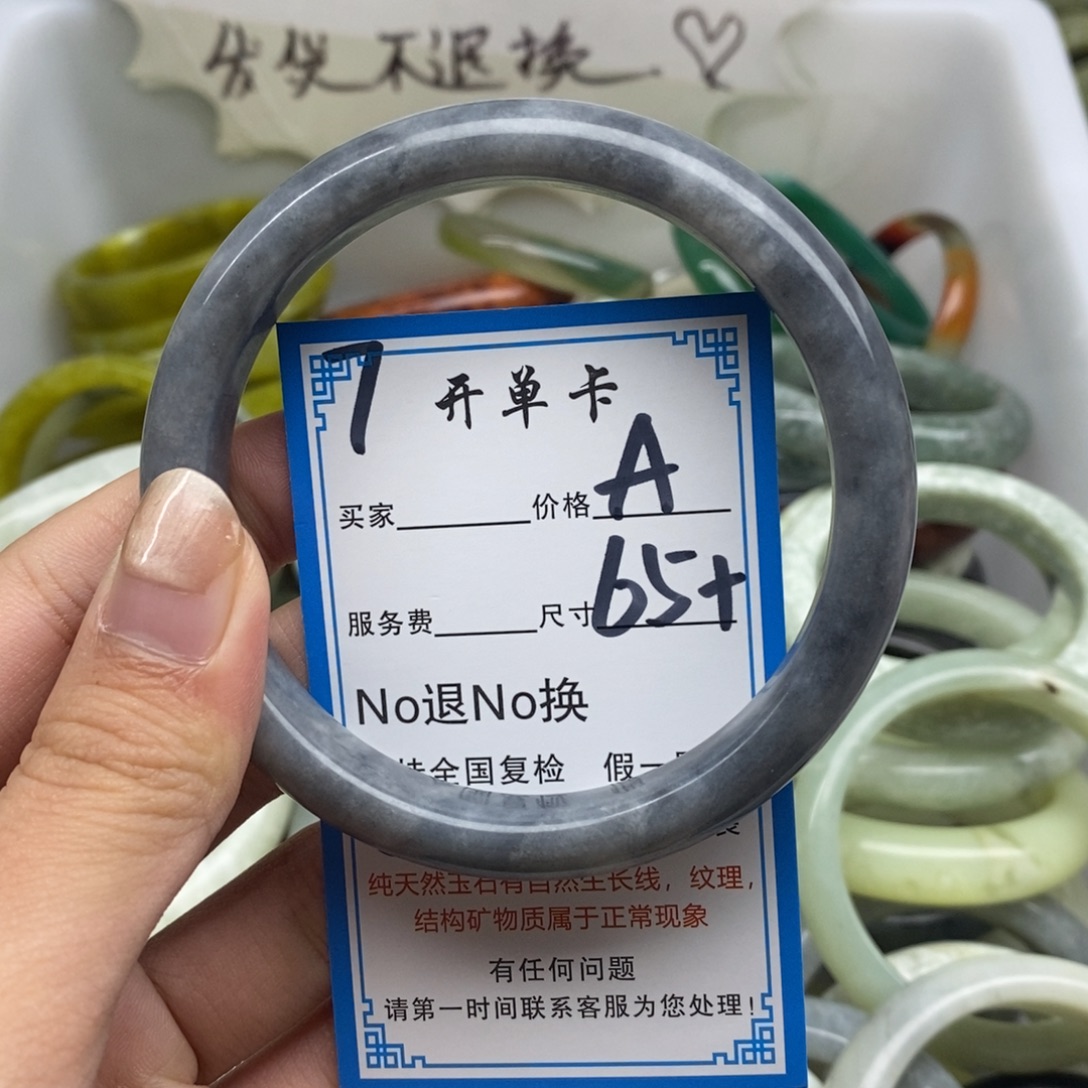 不退换
7
开单卡
A
买家 价格
65+
服务费 尺寸
No退No换
全国复检 假一
纯天然玉石有自然生长线，纹理，
结构矿物质属于正常现象
有任何问题
请第一时间联系客服为您处理!